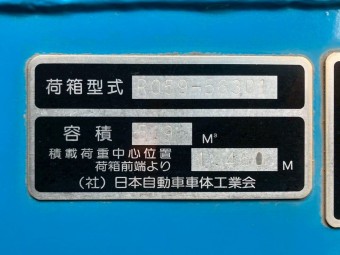 荷箱型式
容積 M³
積載荷重中心位置
荷箱前端より M
(社)日本自動車車体工業会